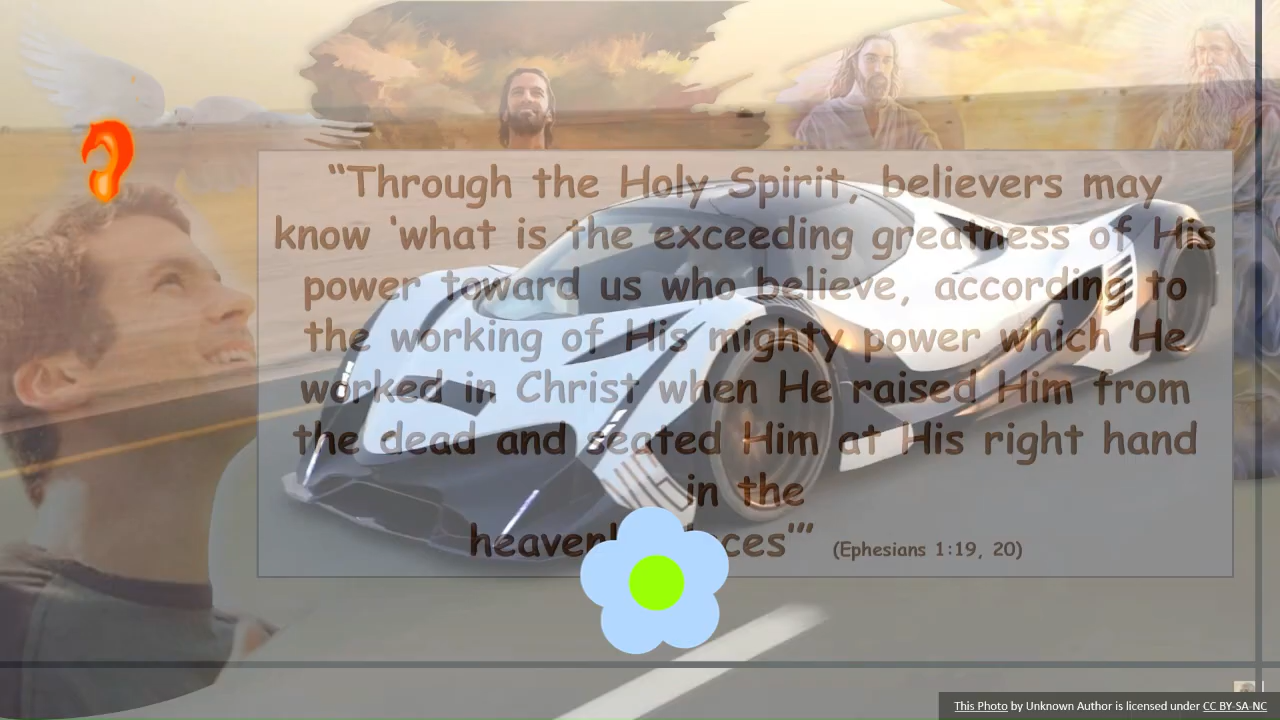 “Through the Holy Spirit, believers may
know ‘what is the exceeding greatness of His
power toward us who believe, according to
the working of His mighty power which He
worked in Christ when He raised Him from
the dead and seated Him at His right hand
in the
(Ephesians 1:19, 20)
This Photo by Unknown Author is licensed under CC BY-SA-NC